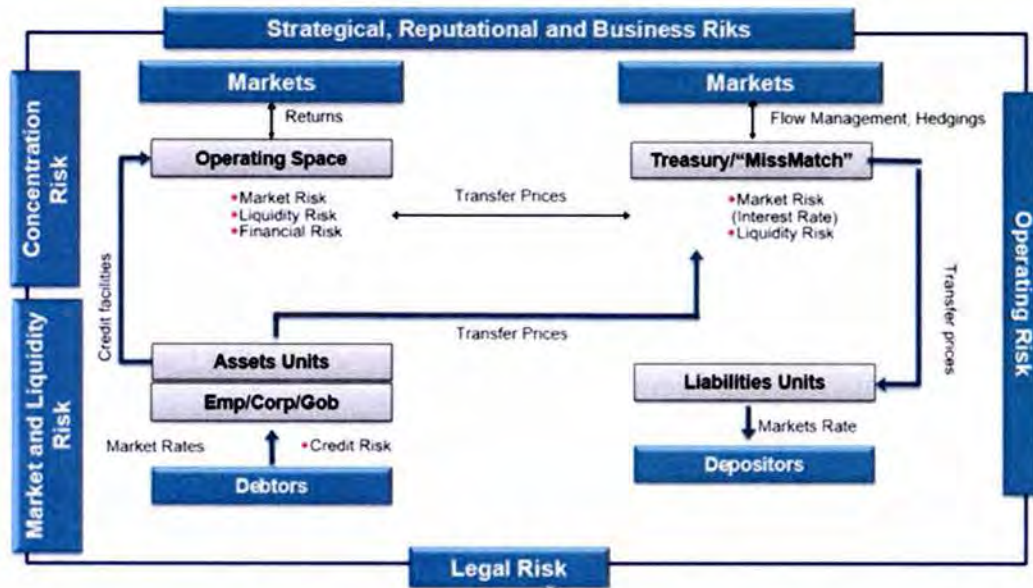 Strategical, Reputational and Business Riks
Markets
Markets
Returns
Flow Management, Hedgings
Operating Space
Treasury/"MissMatch"
•Market Risk
•Liquidity Risk
•Financial Risk
Transfer Prices
•Market Risk
(Interest Rate)
•Liquidity Risk
Concentration
Risk
Market and Liquidity
Risk
Credit facilities
Transfer Prices
Transfer prices
Operating Risk
Assets Units
Emp/Corp/Gob
Liabilities Units
Market Rates
•Credit Risk
Markets Rate
Debtors
Depositors
Legal Risk